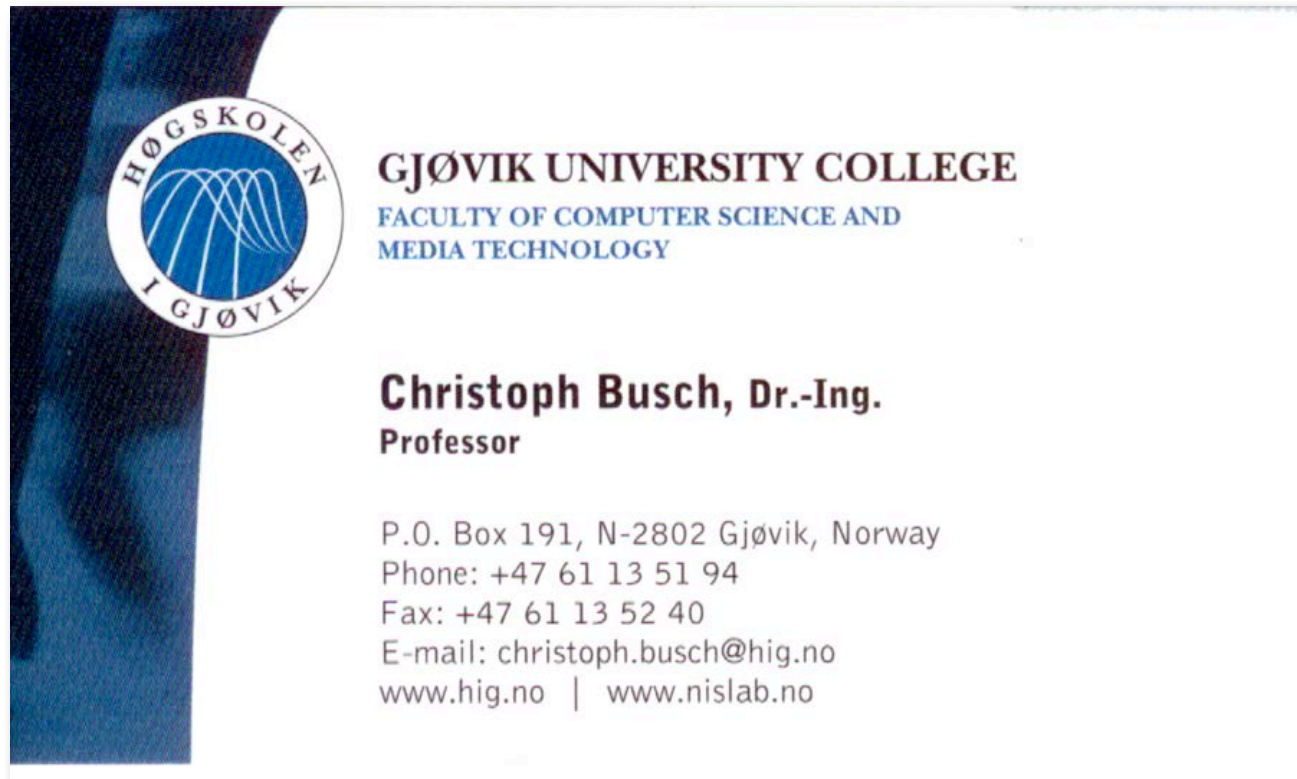 HØGSKOLEN
I GJØVIK
GJØVIK UNIVERSITY COLLEGE
FACULTY OF COMPUTER SCIENCE AND
MEDIA TECHNOLOGY
Christoph Busch, Dr.-Ing.
Professor
P.O. Box 191, N-2802 Gjøvik, Norway
Phone: +47 61 13 51 94
Fax: +47 61 13 52 40
E-mail: christoph.busch@hig.no
www.hig.no | www.nislab.no